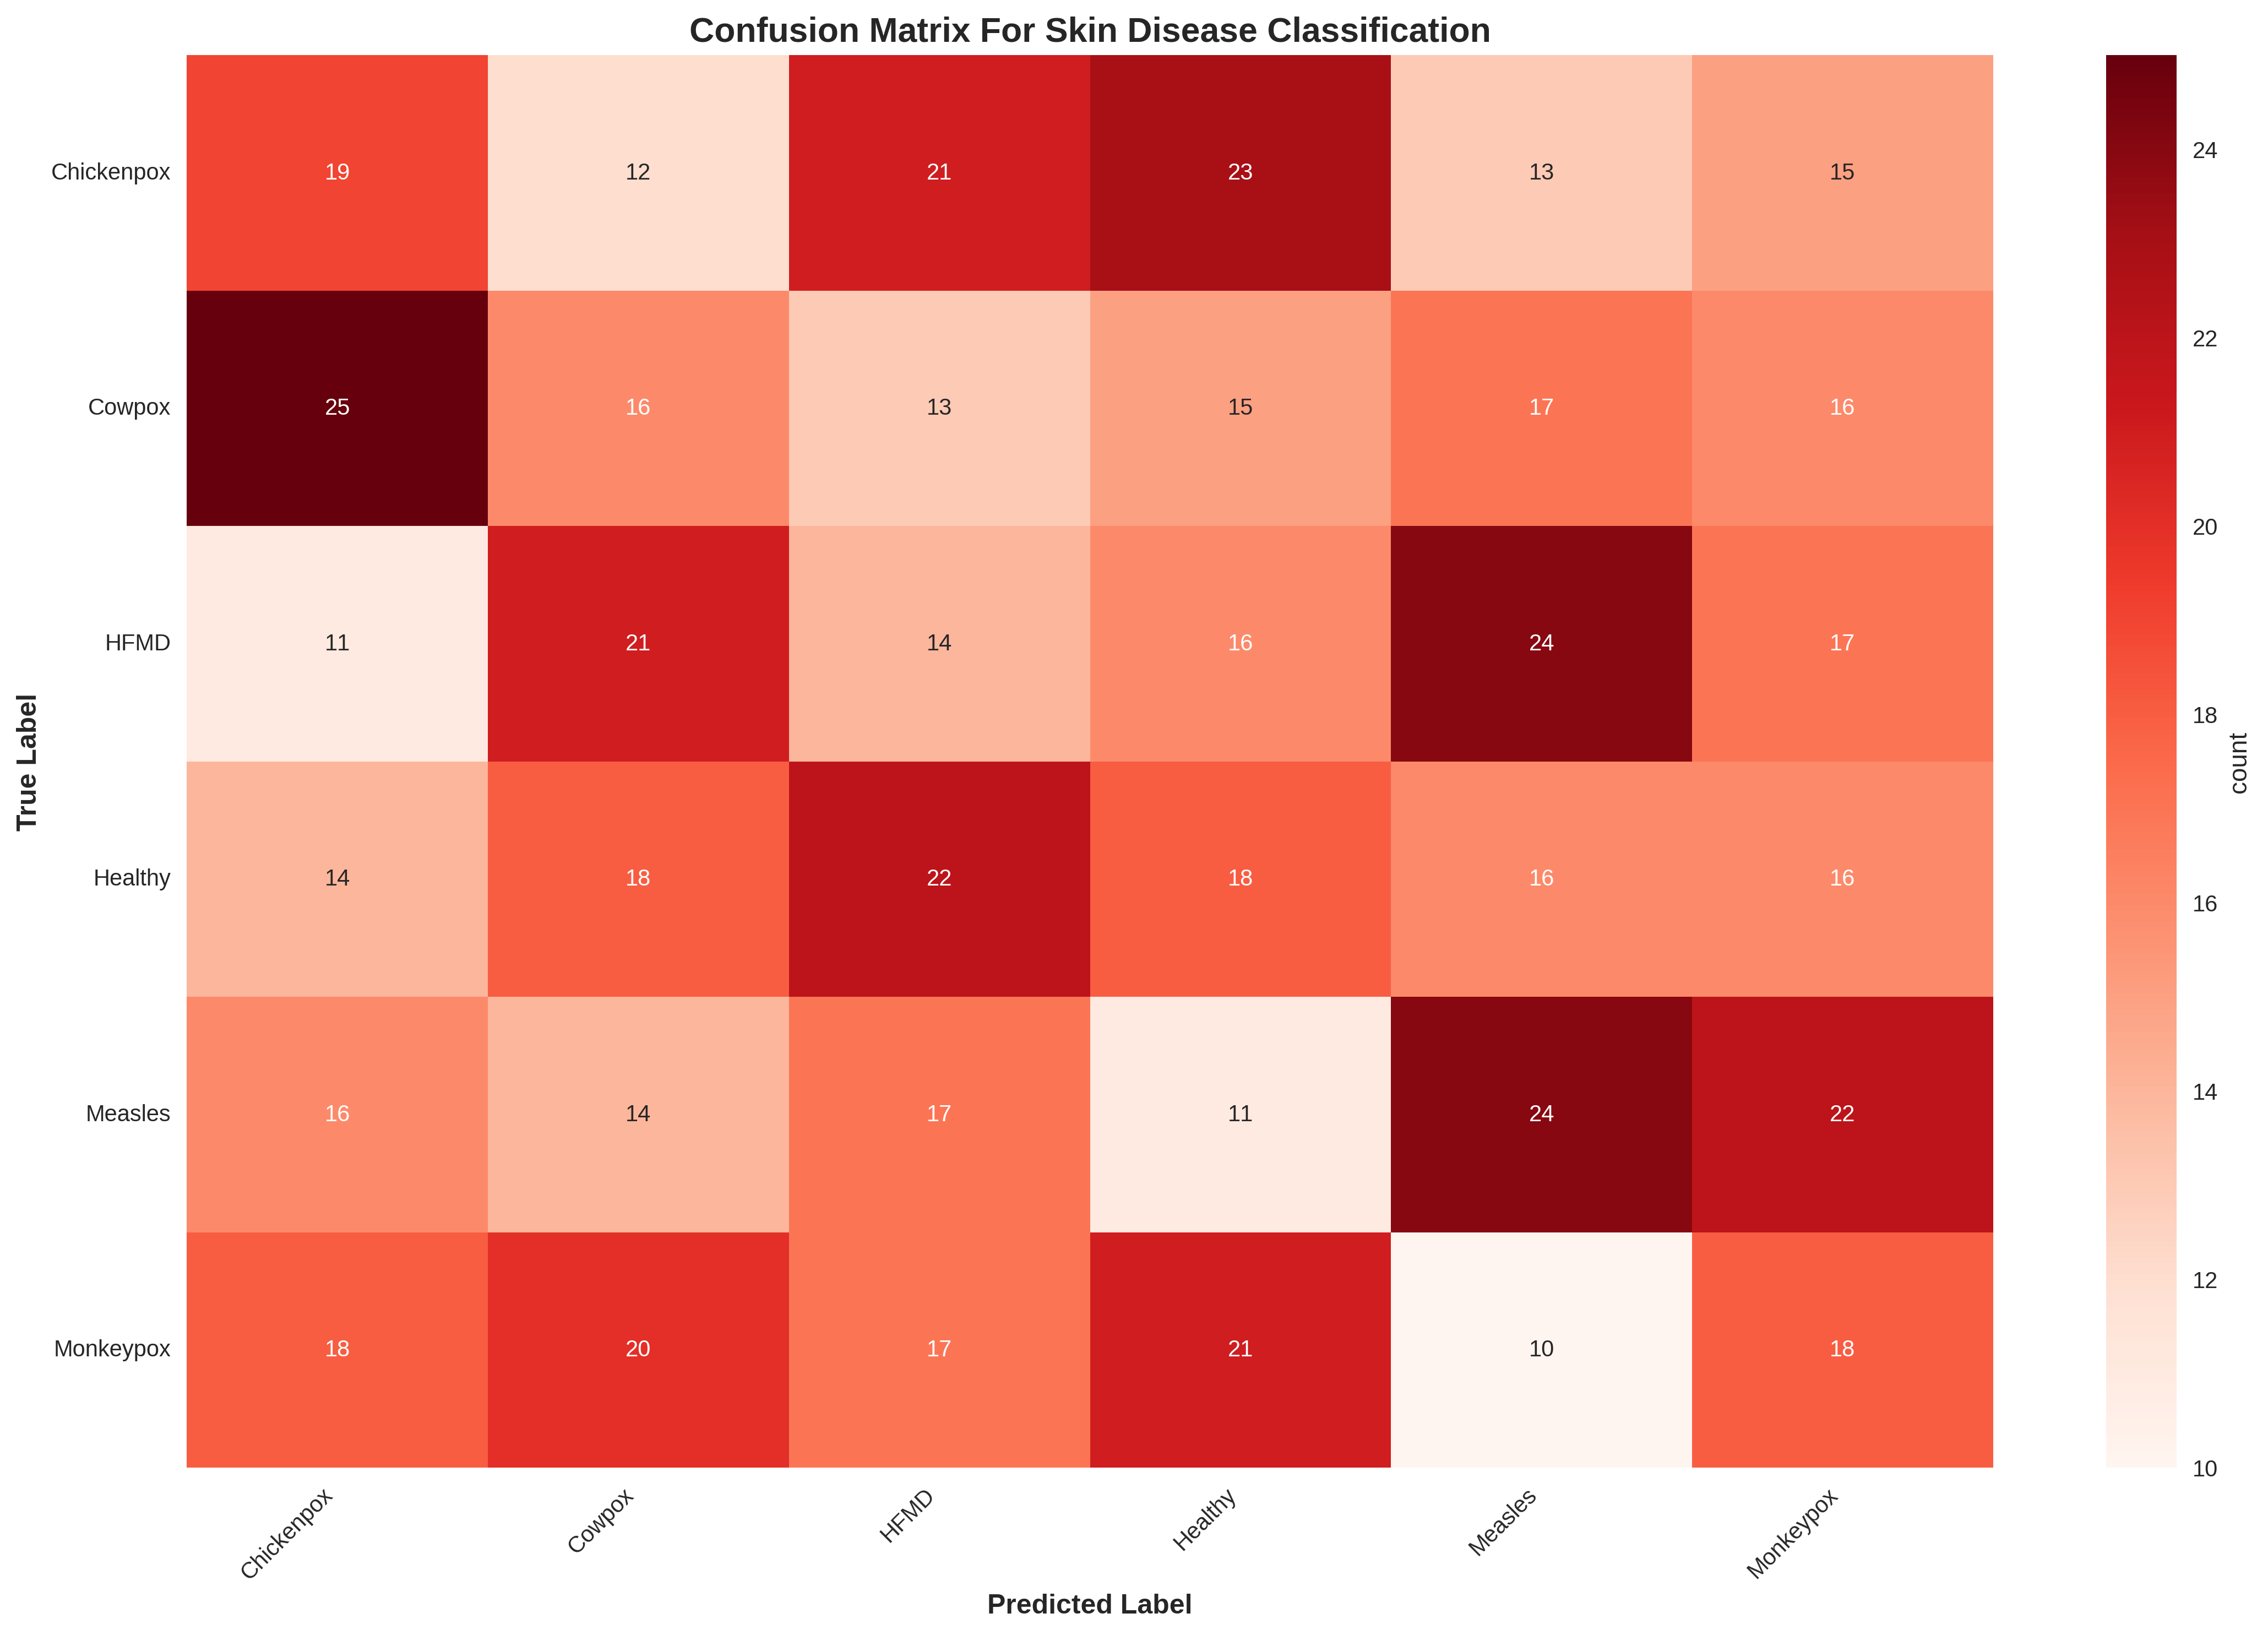 Confusion Matrix For Skin Disease Classification
Chickenpox 19 12 21 23 13 15
Cowpox 25 16 13 15 17 16
HFMD 11 21 14 16 24 17
Healthy 14 18 22 18 16 16
Measles 16 14 17 11 24 22
Monkeypox 18 20 17 21 10 18
True Label
Chickenpox Cowpox HFMD Healthy Measles Monkeypox
Predicted Label
24
22
20
18
16
14
12
10
count